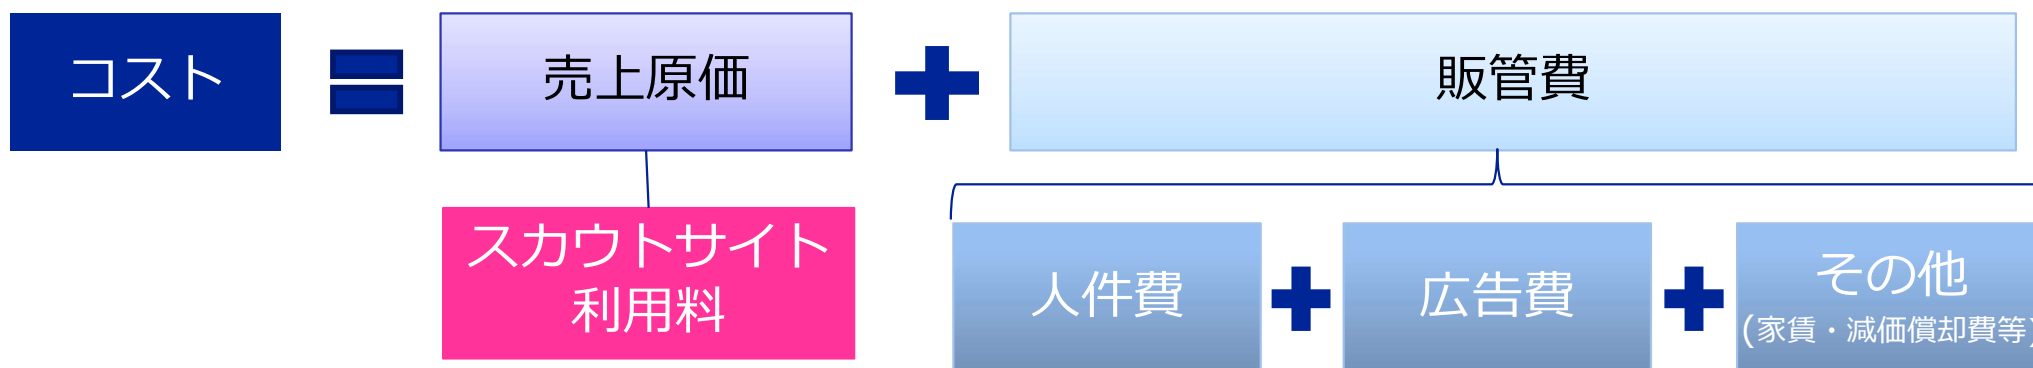 コスト
売上原価
販管費
スカウトサイト
利用料
人件費
広告費
その他
(家賃・減価償却費等)